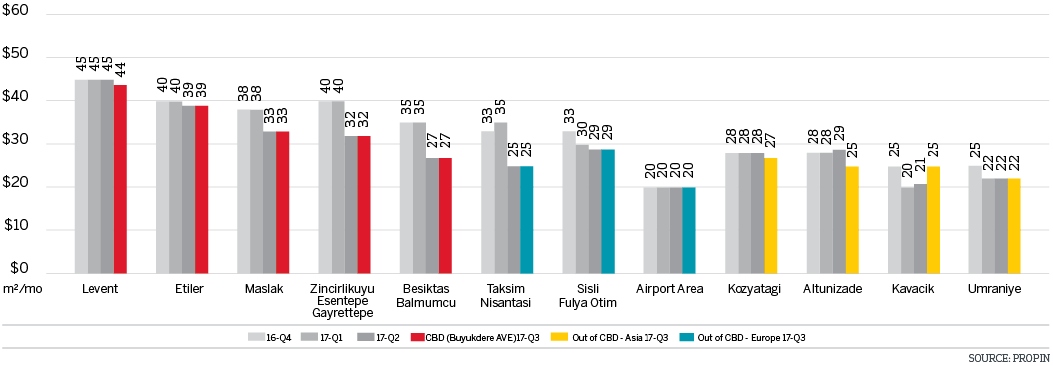 $60
$50
$40
$30
$20
$10
$0
m²/mo
45 45 45 44
40 40 39 39
38 38 33 33
40 40 32 32
35 35 27 27
33 35 25 25
33 30 29 29
20 20 20 20
28 28 28 27
28 28 29 25
25 20 21 25
25 22 22 22
Levent
Etiler
Maslak
Zincirlikuyu
Esentepe
Gayrettepe
Besiktas
Balmumcu
Taksim
Nisantasi
Sisli
Fulya Otim
Airport Area
Kozyatagi
Altunizade
Kavacik
Umraniye
16-Q4 17-Q1 17-Q2 CBD (Buyukdere AVE)17-Q3 Out of CBD - Asia 17-Q3 Out of CBD - Europe 17-Q3
SOURCE: PROPIN